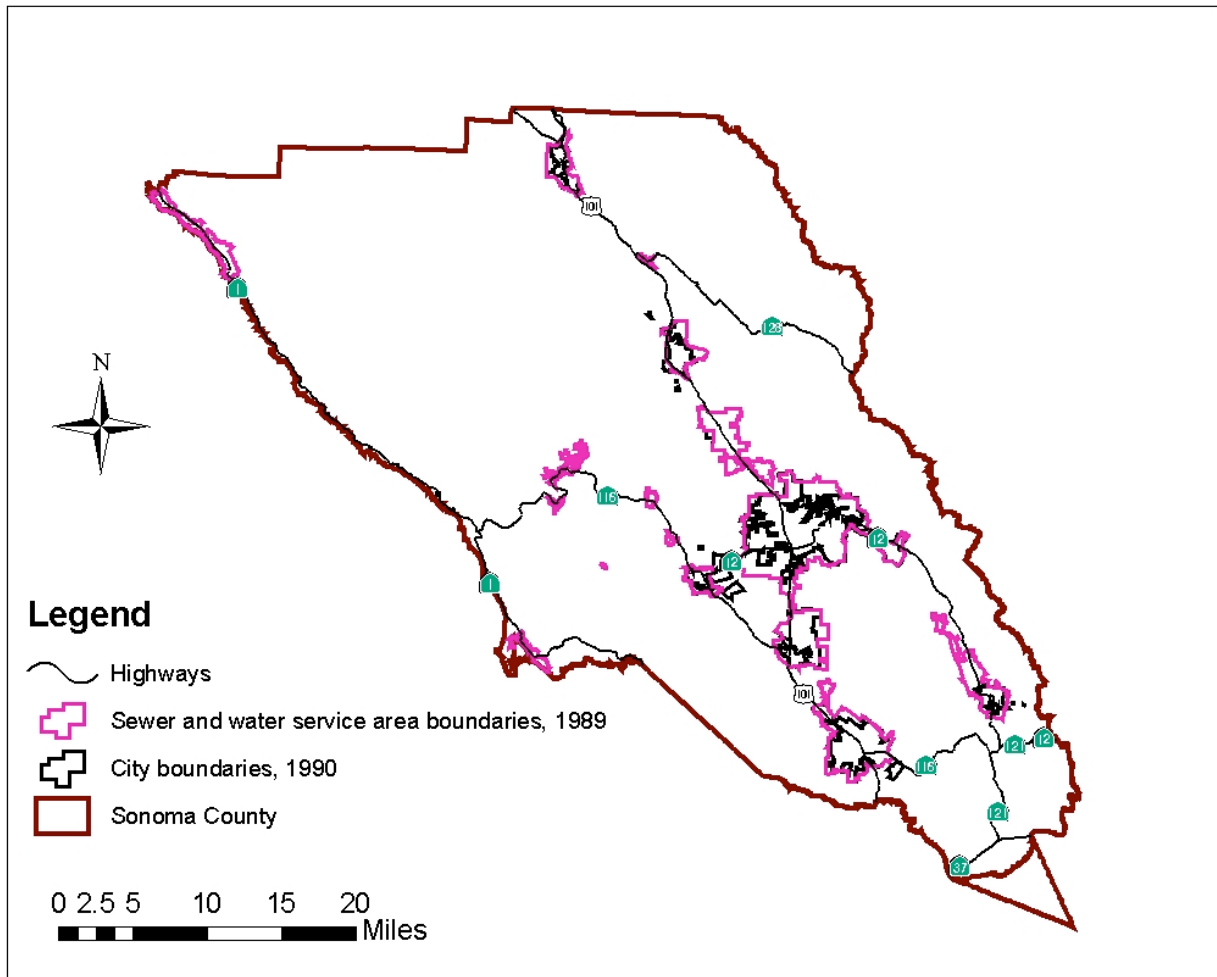 101
1
128
N
116
12
12
1
Legend
Highways
101
Sewer and water service area boundaries, 1989
12
121
City boundaries, 1990
116
Sonoma County
121
37
0 2.5 5 10 15 20
Miles